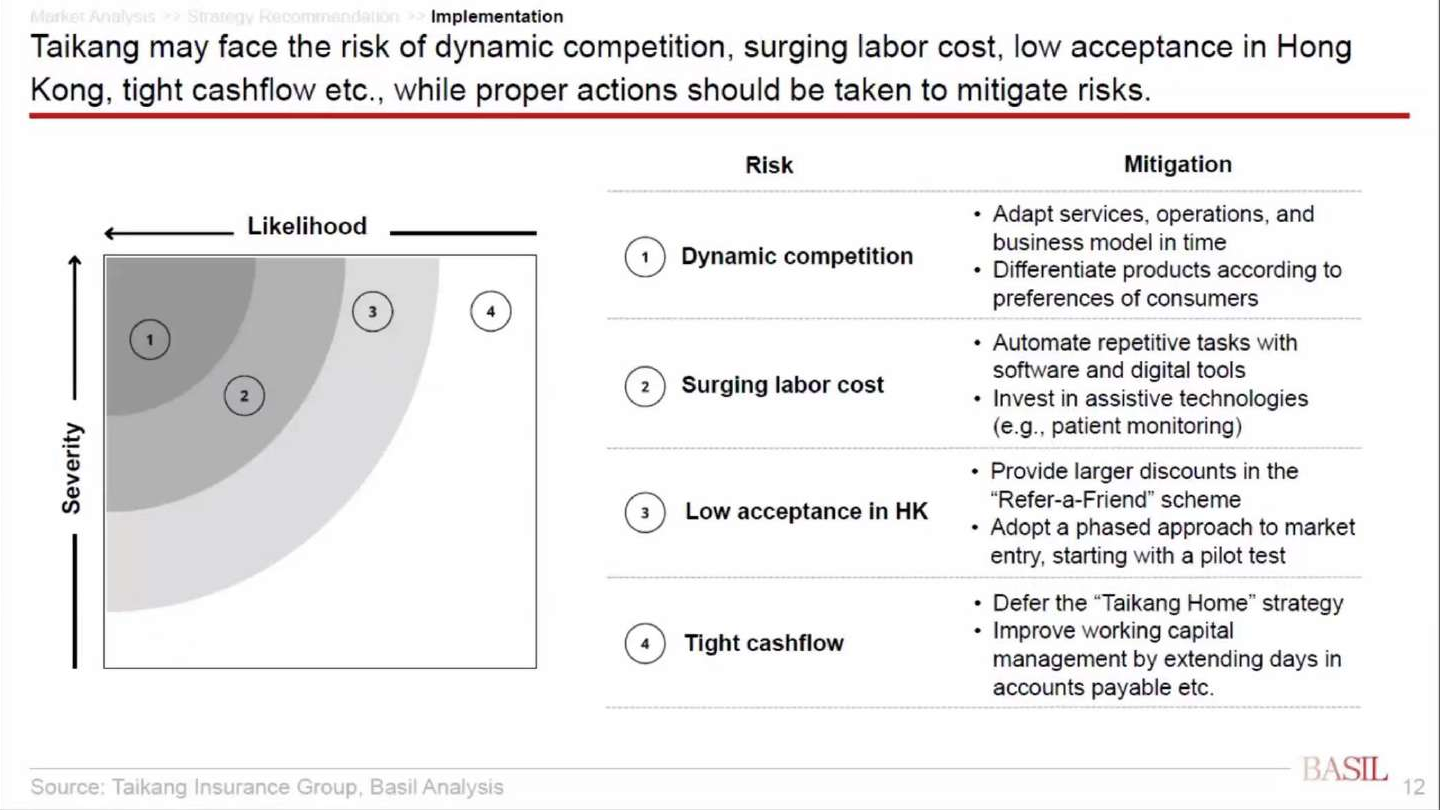 Market Analysis >> Strategy Recommendation >> Implementation
Taikang may face the risk of dynamic competition, surging labor cost, low acceptance in Hong
Kong, tight cashflow etc., while proper actions should be taken to mitigate risks.
Likelihood
Severity
1
2
3
4
Risk
Mitigation
1
Dynamic competition
• Adapt services, operations, and
business model in time
• Differentiate products according to
preferences of consumers
2
Surging labor cost
• Automate repetitive tasks with
software and digital tools
• Invest in assistive technologies
(e.g., patient monitoring)
3
Low acceptance in HK
• Provide larger discounts in the
“Refer-a-Friend” scheme
• Adopt a phased approach to market
entry, starting with a pilot test
4
Tight cashflow
• Defer the “Taikang Home” strategy
• Improve working capital
management by extending days in
accounts payable etc.
Source: Taikang Insurance Group, Basil Analysis
BASIL
12